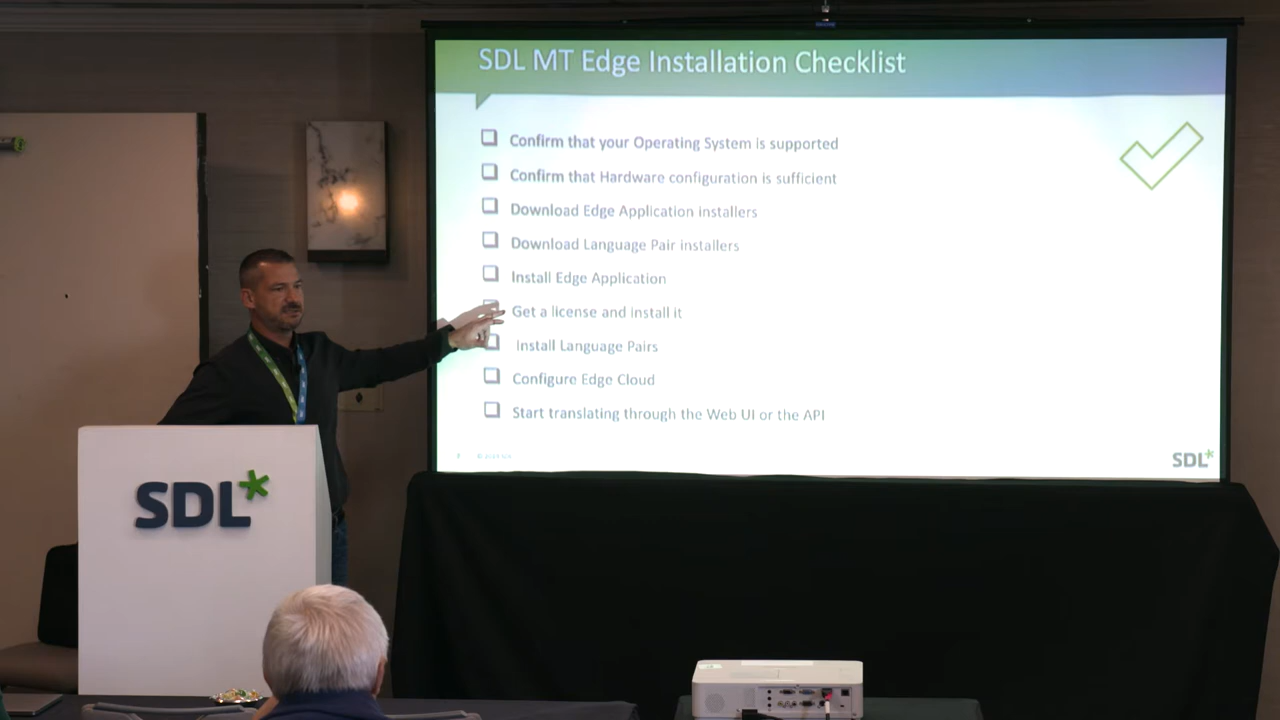 SDL MT Edge Installation Checklist
Confirm that your Operating System is supported
Confirm that Hardware configuration is sufficient
Download Edge Application installers
Download Language Pair installers
Install Edge Application
Get a license and install it
Install Language Pairs
Configure Edge Cloud
Start translating through the Web UI or the API
SDL*
SDL*